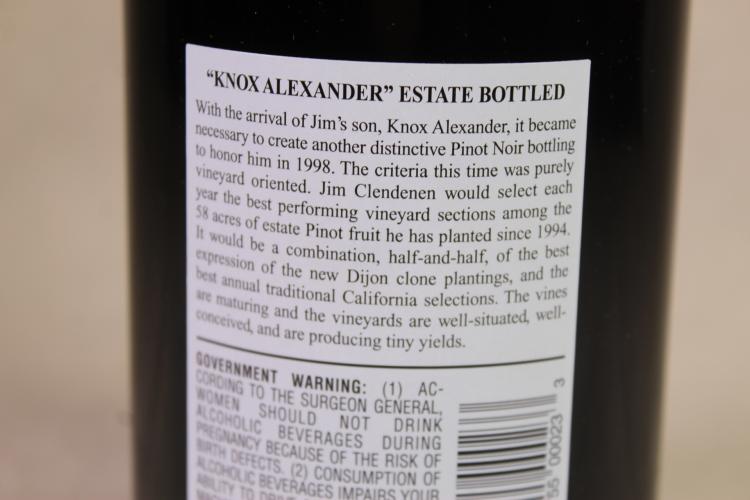 “KNOX ALEXANDER” ESTATE BOTTLED
With the arrival of Jim’s son, Knox Alexander, it became
necessary to create another distinctive Pinot Noir bottling
to honor him in 1998. The criteria this time was purely
vineyard oriented. Jim Clendenen would select each
year the best performing vineyard sections among the
58 acres of estate Pinot fruit he has planted since 1994.
It would be a combination, half-and-half, of the best
expression of the new Dijon clone plantings, and the
best annual traditional California selections. The vines
are maturing and the vineyards are well-situated, well-
conceived, and are producing tiny yields.
GOVERNMENT WARNING: (1) AC-
CORDING TO THE SURGEON GENERAL,
WOMEN SHOULD NOT DRINK
ALCOHOLIC BEVERAGES DURING
PREGNANCY BECAUSE OF THE RISK OF
BIRTH DEFECTS. (2) CONSUMPTION OF
ALCOHOLIC BEVERAGES IMPAIRS YOUR
ABILITY TO
55 00023 3